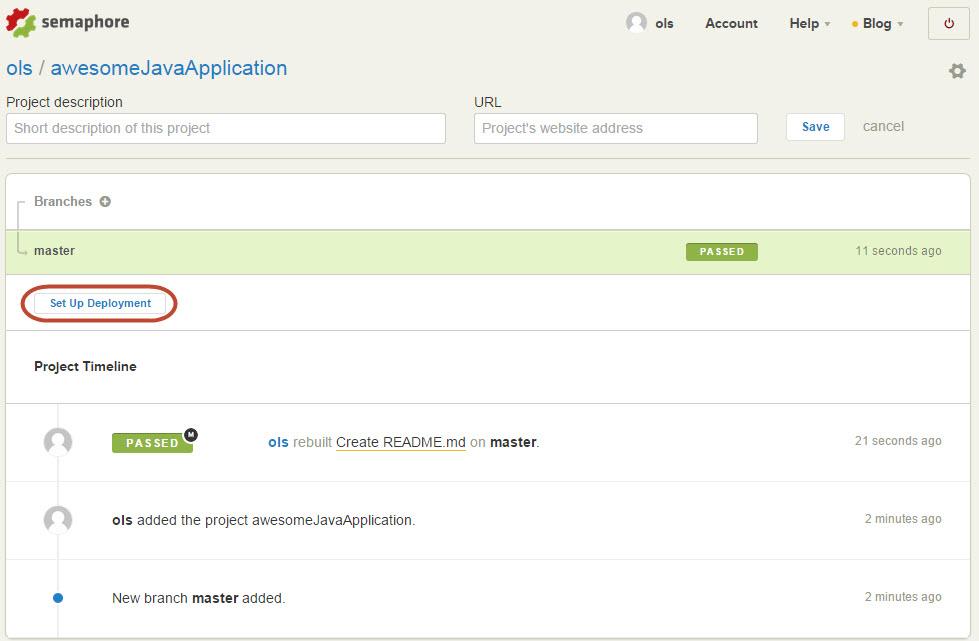 semaphore
ols Account Help Blog
ols / awesomeJavaApplication
Project description URL
Short description of this project Project's website address Save cancel
Branches
master PASSED 11 seconds ago
Set Up Deployment
Project Timeline
PASSED M ols rebuilt Create README.md on master. 21 seconds ago
ols added the project awesomeJavaApplication. 2 minutes ago
New branch master added. 2 minutes ago